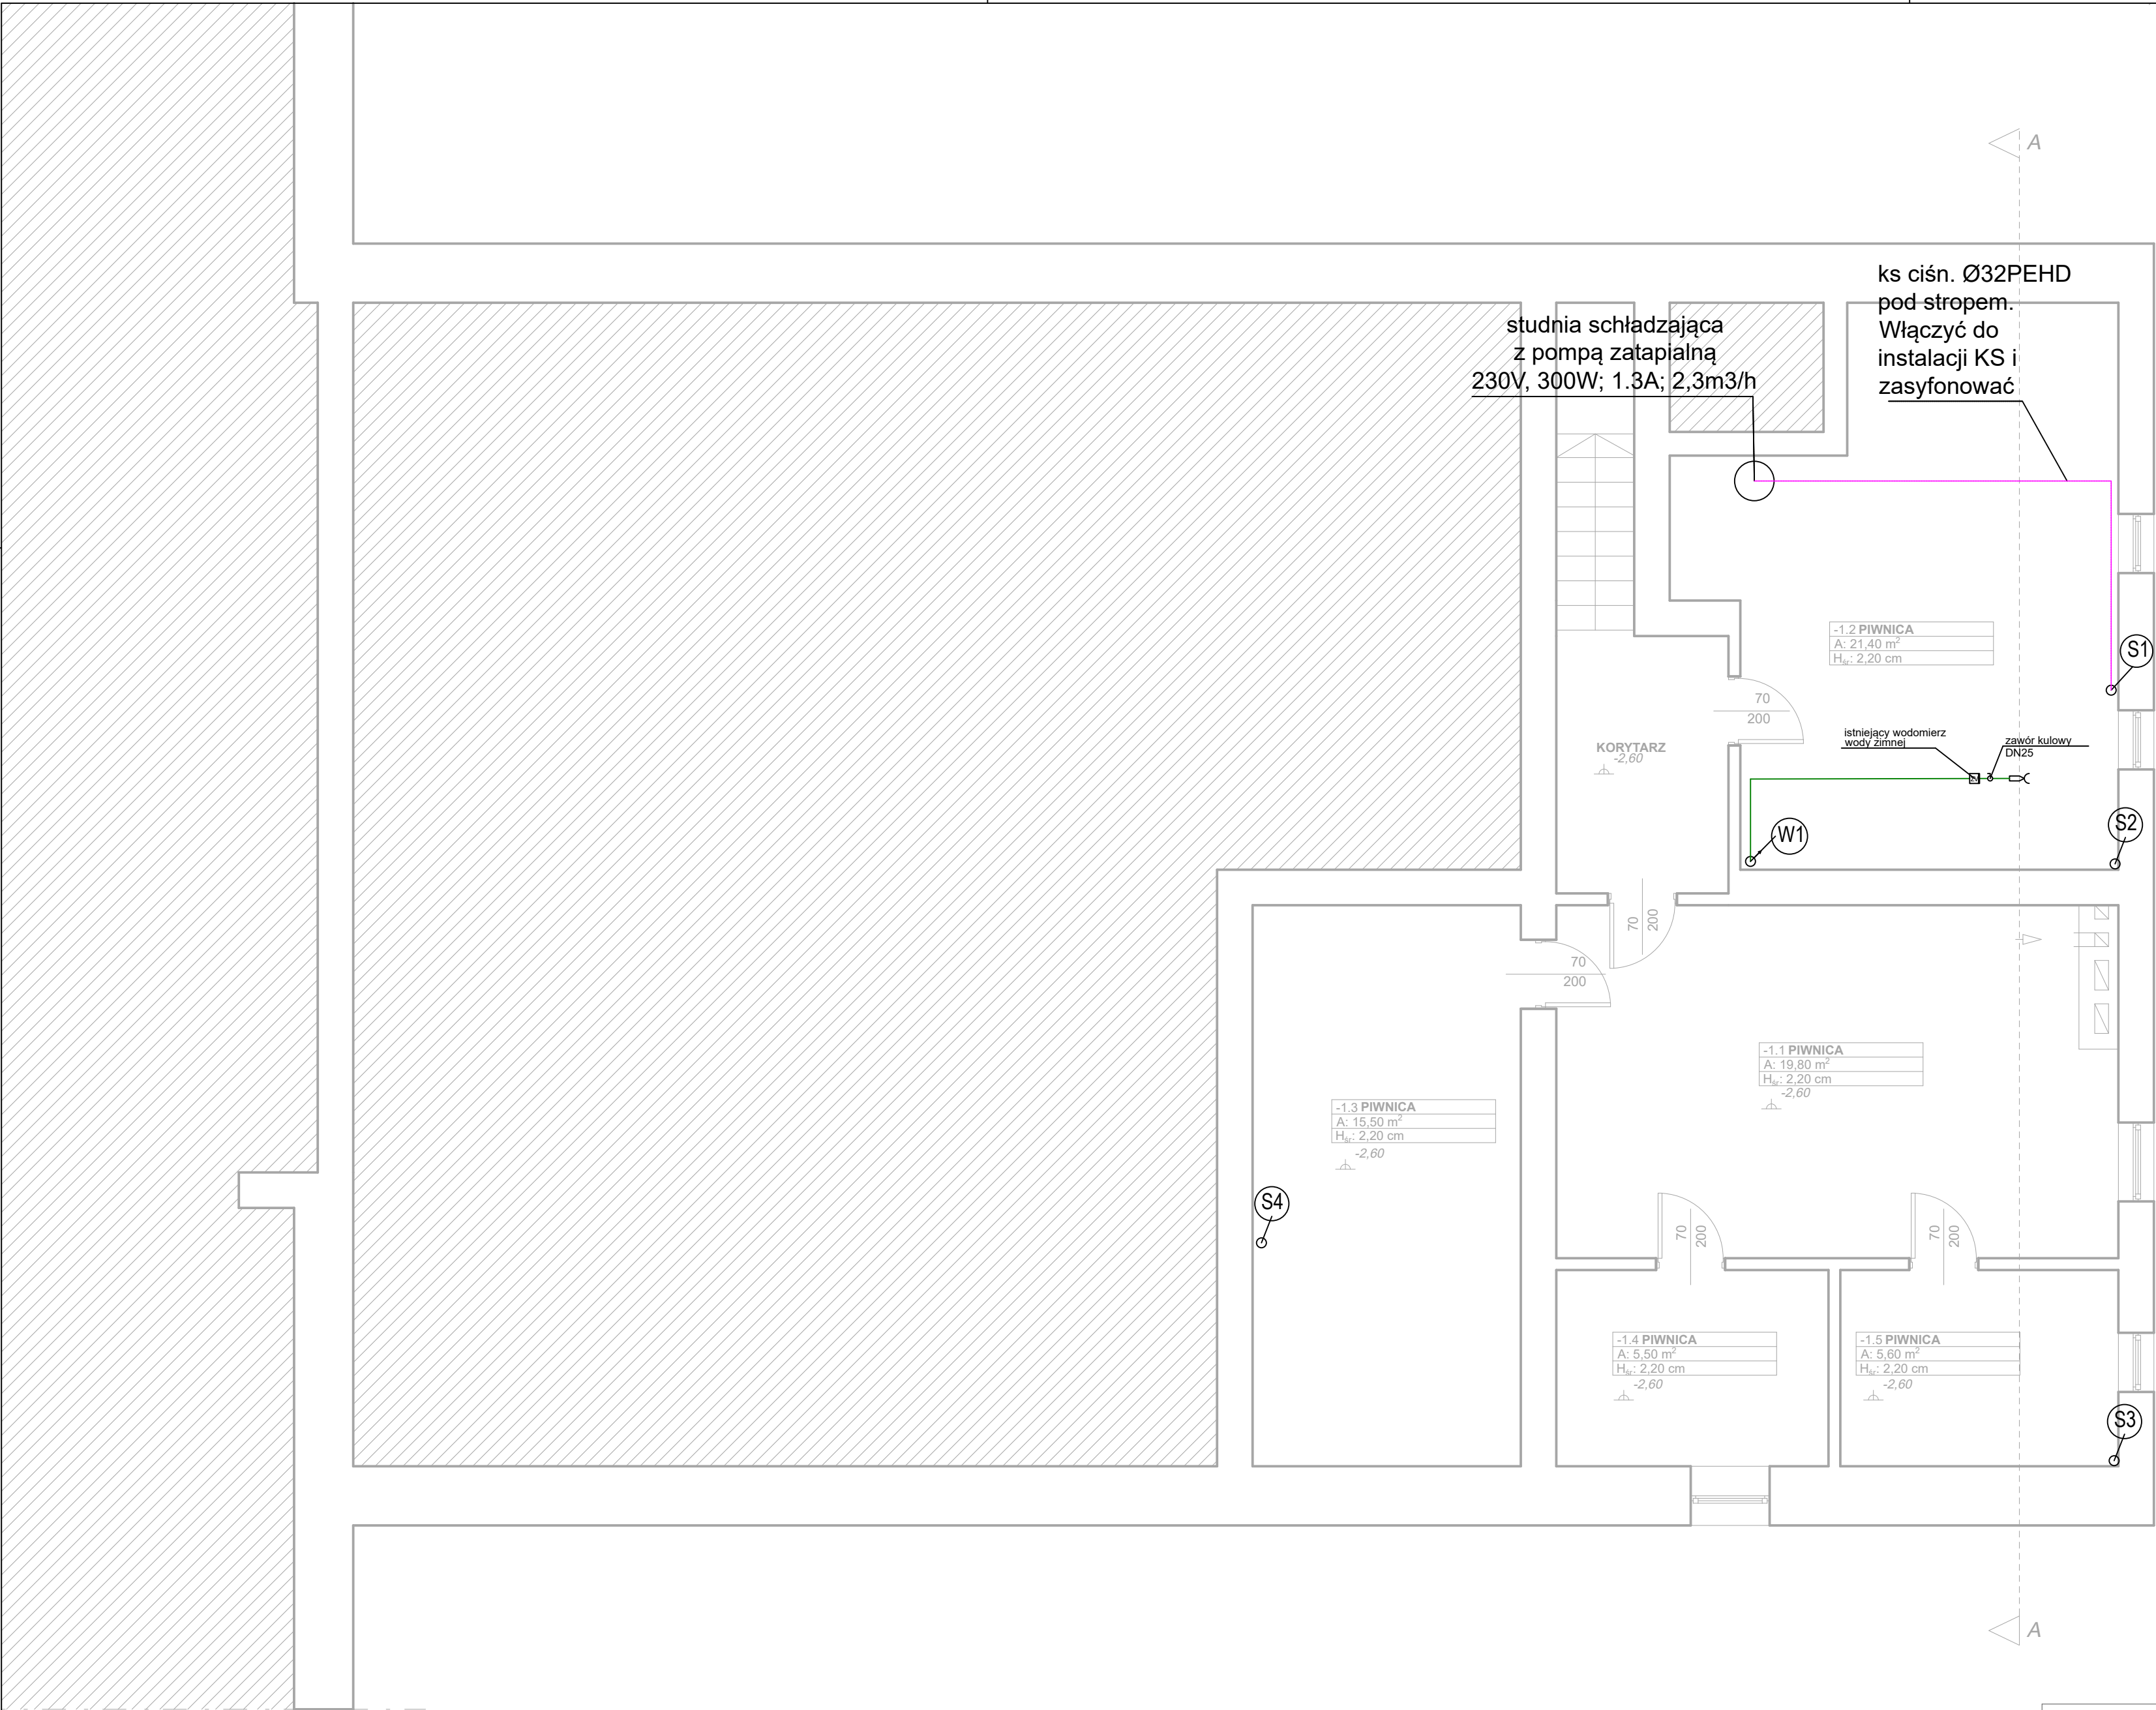 A
ks ciśn. Ø32PEHD
pod stropem.
Włączyć do
instalacji KS i
zasyfonować
studnia schładzająca
z pompą zatapialną
230V, 300W; 1.3A; 2,3m3/h
-1.2 PIWNICA
A: 21,40 m²
Hśr: 2,20 cm
S1
70
200
KORYTARZ
-2,60
istniejący wodomierz
wody zimnej
zawór kulowy
DN25
W1
S2
70
200
70
200
-1.1 PIWNICA
A: 19,80 m²
Hśr: 2,20 cm
-2,60
-1.3 PIWNICA
A: 15,50 m²
Hśr: 2,20 cm
-2,60
S4
70
200
70
200
-1.4 PIWNICA
A: 5,50 m²
Hśr: 2,20 cm
-2,60
-1.5 PIWNICA
A: 5,60 m²
Hśr: 2,20 cm
-2,60
S3
A